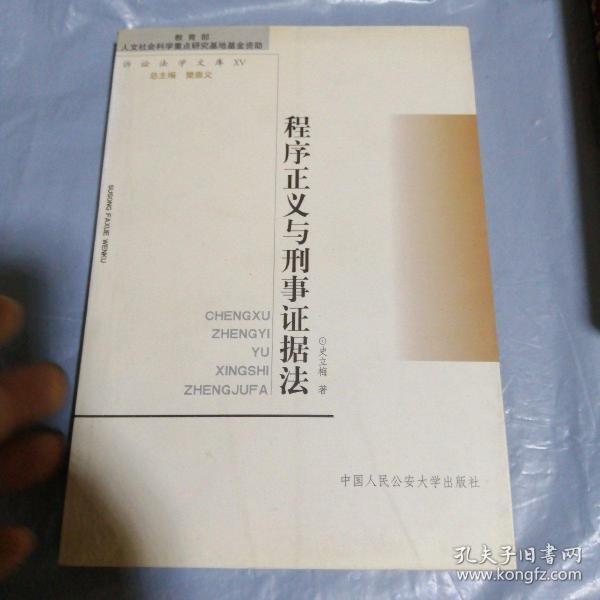 教育部
人文社会科学重点研究基地基金资助
诉讼法学文库 XV
总主编 樊崇义
程序正义与刑事证据法
SUSONG FAXUE WENKU
CHENGXU
ZHENGYI
YU
XINGSHI
ZHENGJUFA
⊙史立梅 著
中国人民公安大学出版社
孔夫子旧书网
www.kongfz.com